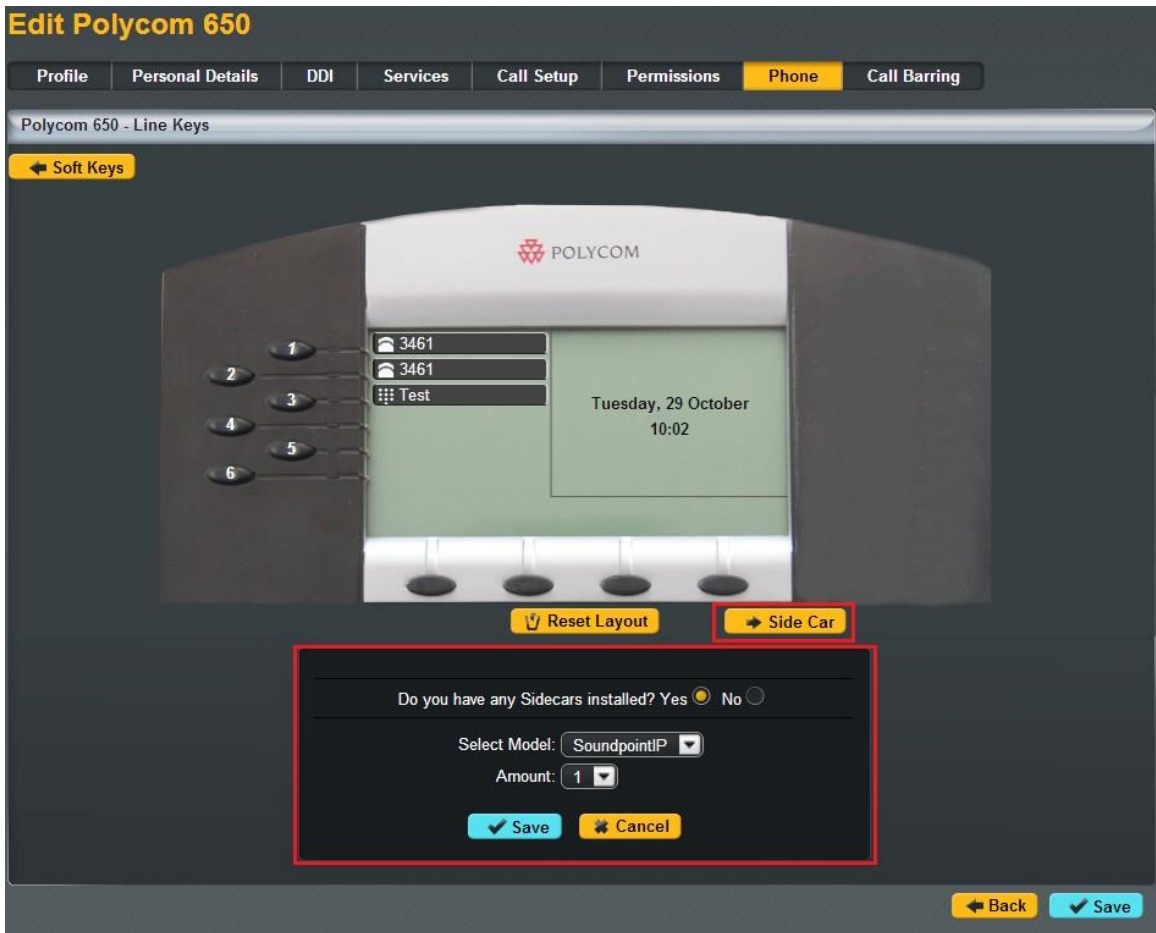 Edit Polycom 650
Profile Personal Details DDI Services Call Setup Permissions Phone Call Barring
Polycom 650 - Line Keys
Soft Keys
POLYCOM
1 3461
2 3461
3 Test
4
5
6
Tuesday, 29 October
10:02
Reset Layout Side Car
Do you have any Sidecars installed? Yes No
Select Model: SoundpointIP
Amount: 1
Save Cancel
Back Save